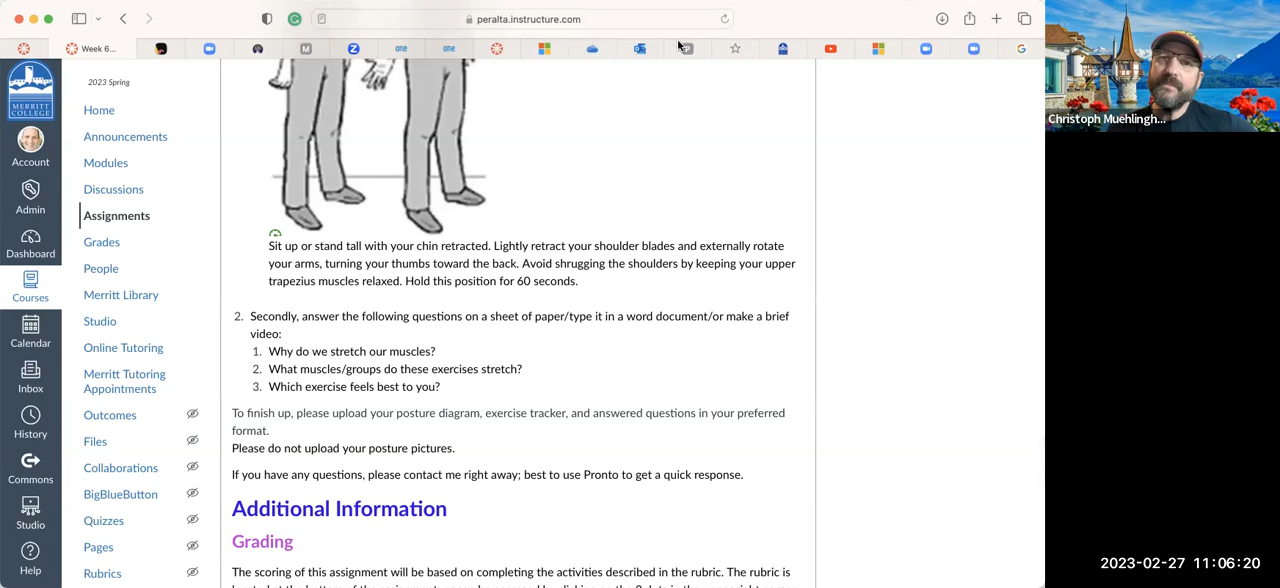 peralta.instructure.com
Week 6...
MERRITT
COLLEGE
Account
Admin
Dashboard
Courses
Calendar
Inbox
History
Commons
Studio
Help
2023 Spring
Home
Announcements
Modules
Discussions
Assignments
Grades
People
Merritt Library
Studio
Online Tutoring
Merritt Tutoring
Appointments
Outcomes
Files
Collaborations
BigBlueButton
Quizzes
Pages
Rubrics
Sit up or stand tall with your chin retracted. Lightly retract your shoulder blades and externally rotate
your arms, turning your thumbs toward the back. Avoid shrugging the shoulders by keeping your upper
trapezius muscles relaxed. Hold this position for 60 seconds.
2. Secondly, answer the following questions on a sheet of paper/type it in a word document/or make a brief
video:
1. Why do we stretch our muscles?
2. What muscles/groups do these exercises stretch?
3. Which exercise feels best to you?
To finish up, please upload your posture diagram, exercise tracker, and answered questions in your preferred
format.
Please do not upload your posture pictures.
If you have any questions, please contact me right away; best to use Pronto to get a quick response.
Additional Information
Grading
The scoring of this assignment will be based on completing the activities described in the rubric. The rubric is
Christoph Muehlingh...
2023-02-27 11:06:20